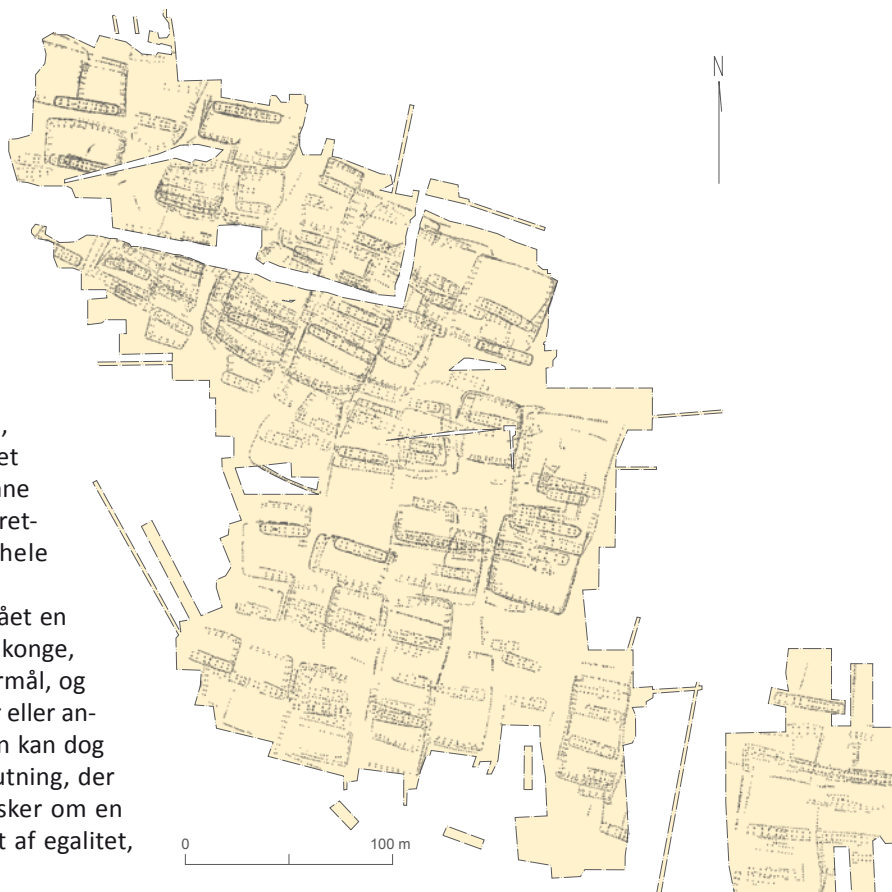 N
,
et
ne
ret-
hele
ået en
konge,
rmål, og
r eller an-
n kan dog
utning, der
sker om en
t af egalitet,
0 100 m